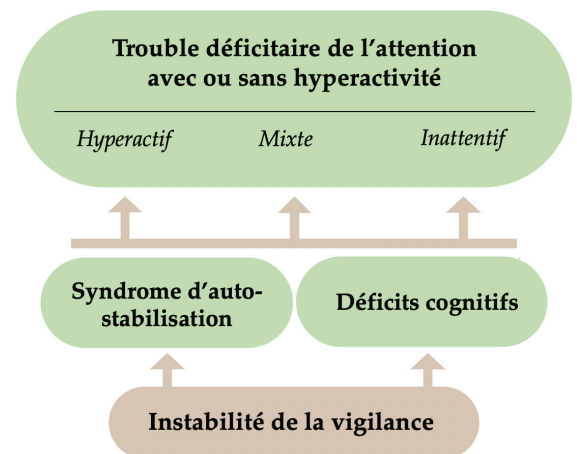 Trouble déficitaire de l’attention
avec ou sans hyperactivité
Hyperactif
Mixte
Inattentif
Syndrome d’auto-
stabilisation
Déficits cognitifs
Instabilité de la vigilance